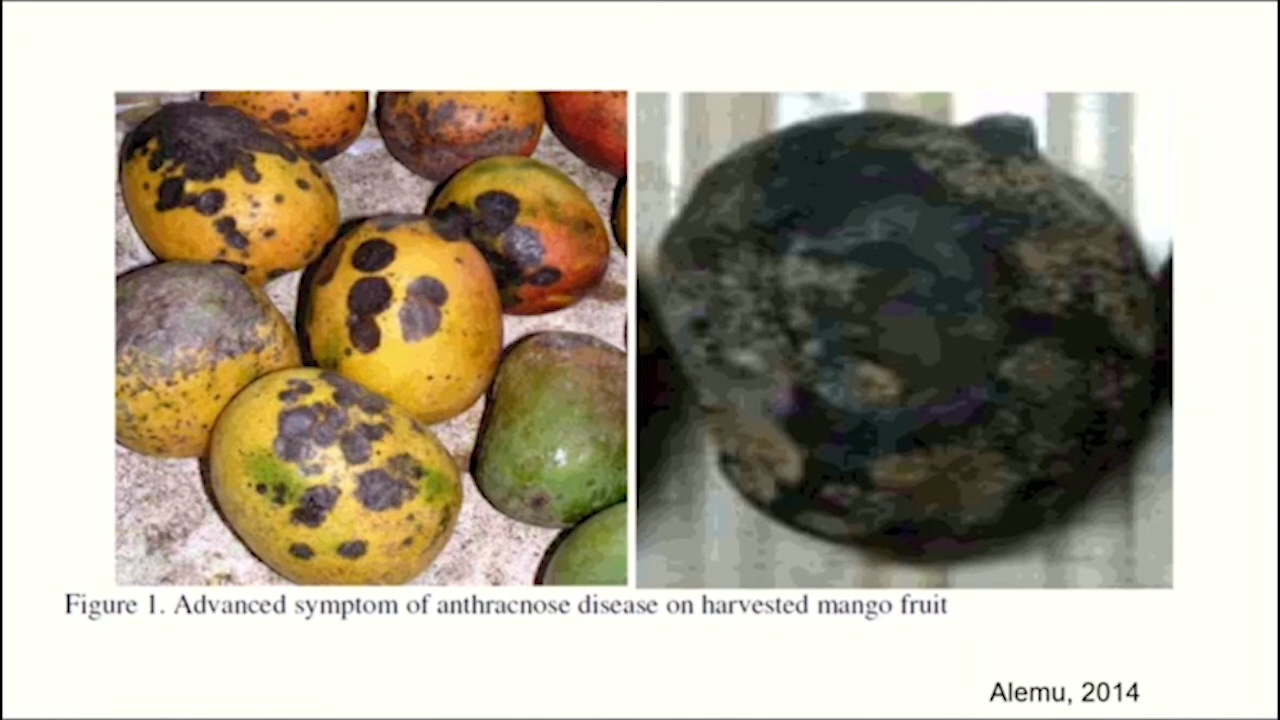 Figure 1. Advanced symptom of anthracnose disease on harvested mango fruit
Alemu, 2014